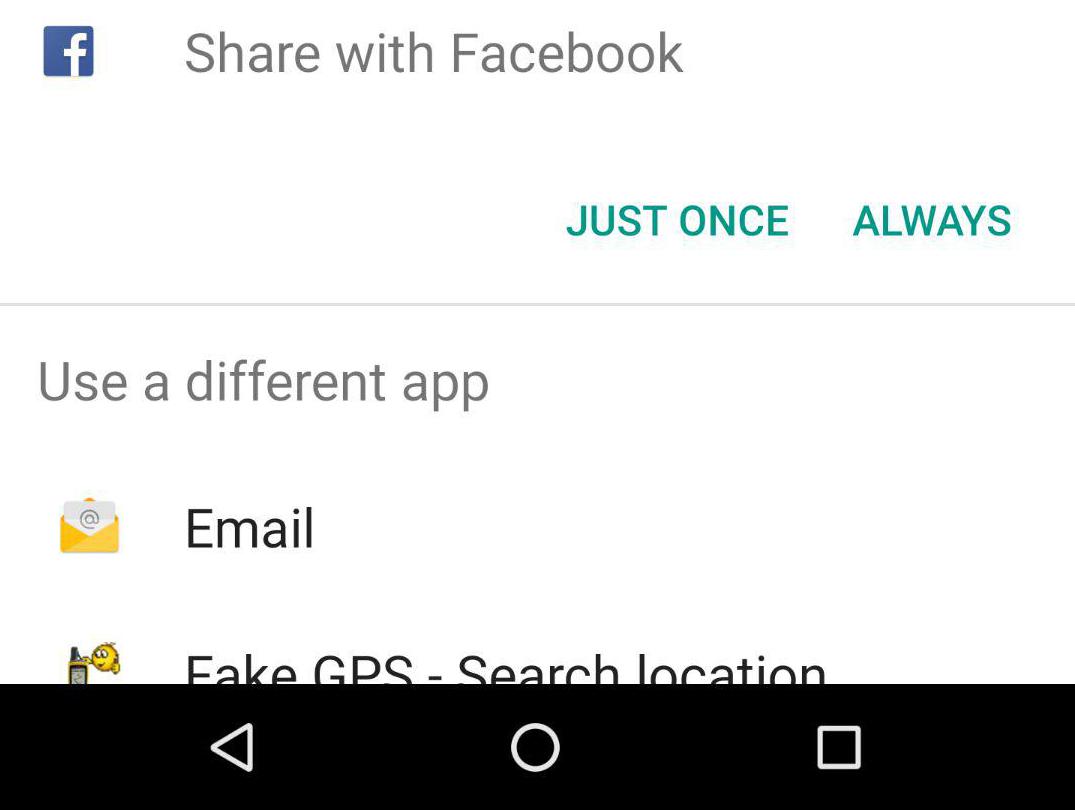 Share with Facebook
JUST ONCE ALWAYS
Use a different app
Email
Fake GPS - Search location